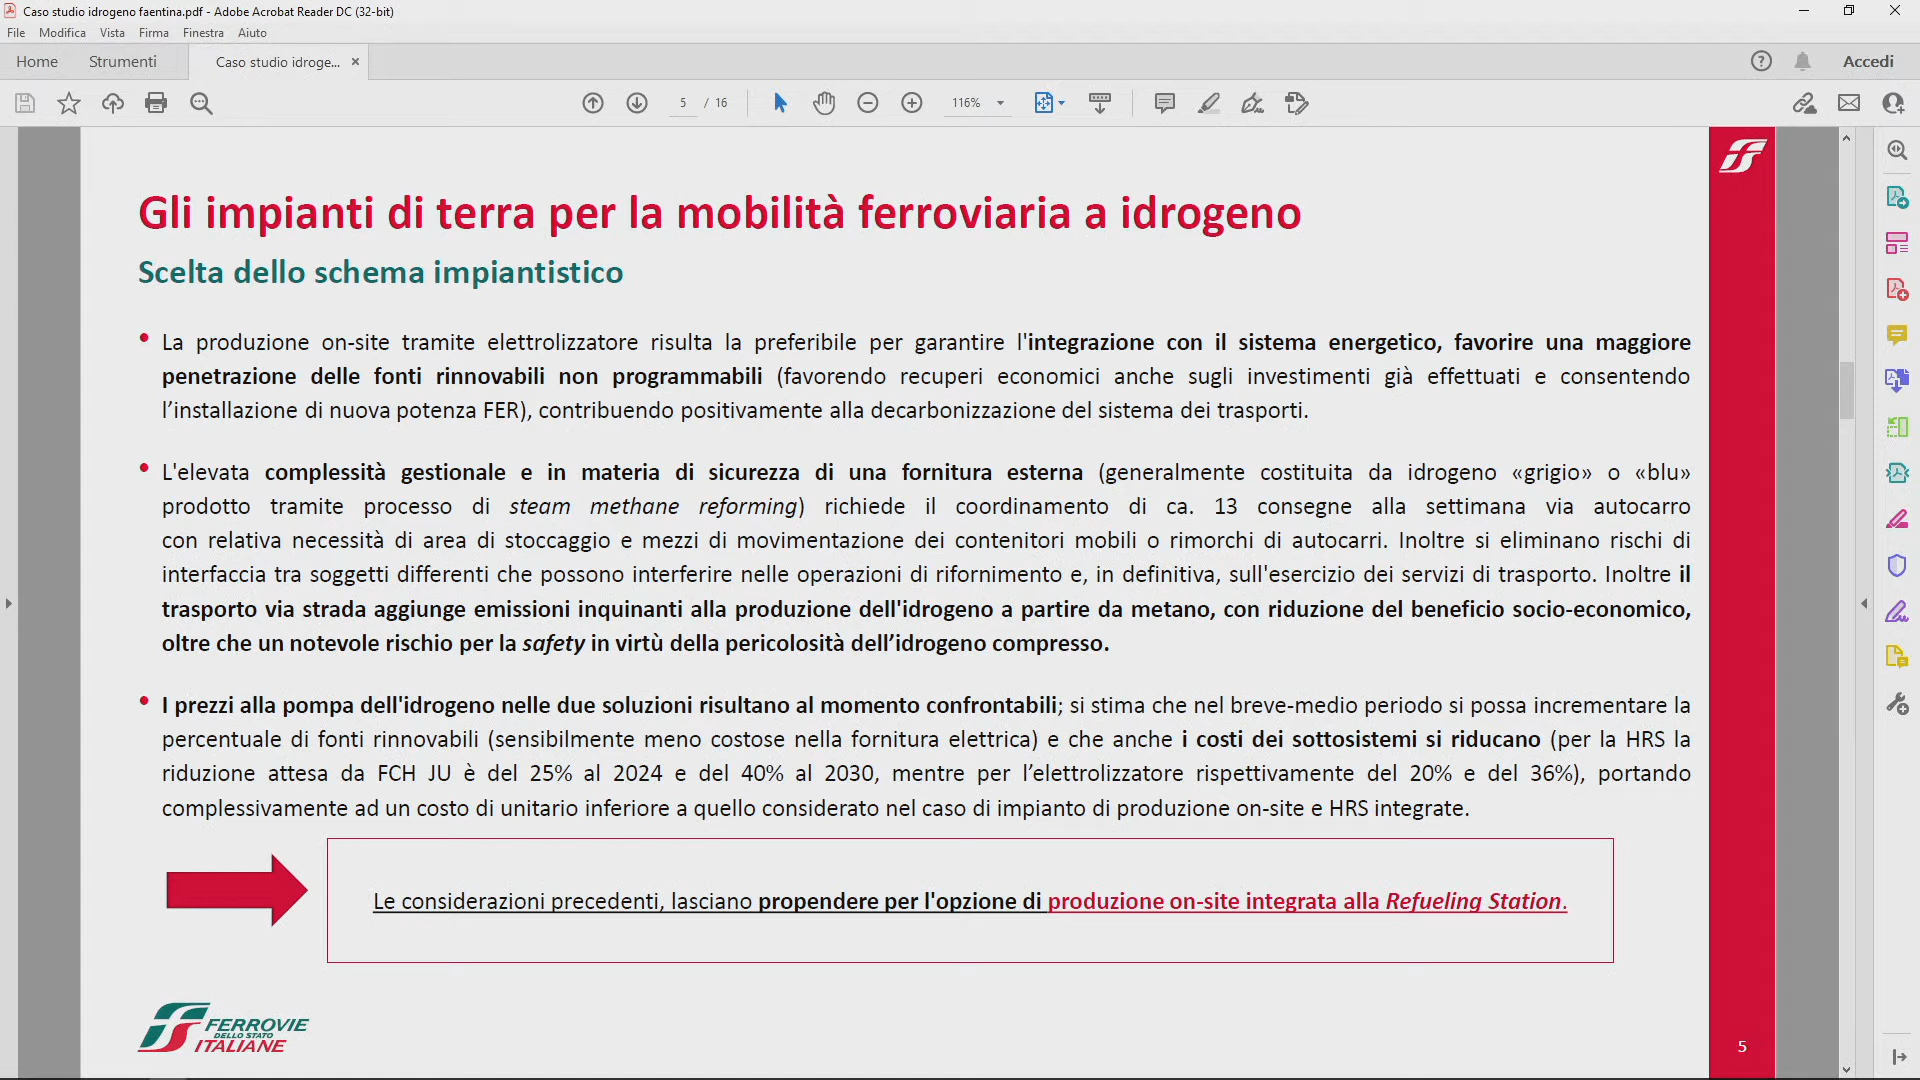 Caso studio idrogeno faentina.pdf - Adobe Acrobat Reader DC (32-bit)
File Modifica Vista Firma Finestra Aiuto
Home Strumenti Caso studio idroge... × Accedi
5 / 16 116%
Gli impianti di terra per la mobilità ferroviaria a idrogeno
Scelta dello schema impiantistico
• La produzione on-site tramite elettrolizzatore risulta la preferibile per garantire l'integrazione con il sistema energetico, favorire una maggiore
penetrazione delle fonti rinnovabili non programmabili (favorendo recuperi economici anche sugli investimenti già effettuati e consentendo
l’installazione di nuova potenza FER), contribuendo positivamente alla decarbonizzazione del sistema dei trasporti.
• L'elevata complessità gestionale e in materia di sicurezza di una fornitura esterna (generalmente costituita da idrogeno «grigio» o «blu»
prodotto tramite processo di steam methane reforming) richiede il coordinamento di ca. 13 consegne alla settimana via autocarro
con relativa necessità di area di stoccaggio e mezzi di movimentazione dei contenitori mobili o rimorchi di autocarri. Inoltre si eliminano rischi di
interfaccia tra soggetti differenti che possono interferire nelle operazioni di rifornimento e, in definitiva, sull'esercizio dei servizi di trasporto. Inoltre il
trasporto via strada aggiunge emissioni inquinanti alla produzione dell'idrogeno a partire da metano, con riduzione del beneficio socio-economico,
oltre che un notevole rischio per la safety in virtù della pericolosità dell’idrogeno compresso.
• I prezzi alla pompa dell'idrogeno nelle due soluzioni risultano al momento confrontabili; si stima che nel breve-medio periodo si possa incrementare la
percentuale di fonti rinnovabili (sensibilmente meno costose nella fornitura elettrica) e che anche i costi dei sottosistemi si riducano (per la HRS la
riduzione attesa da FCH JU è del 25% al 2024 e del 40% al 2030, mentre per l’elettrolizzatore rispettivamente del 20% e del 36%), portando
complessivamente ad un costo di unitario inferiore a quello considerato nel caso di impianto di produzione on-site e HRS integrate.
Le considerazioni precedenti, lasciano propendere per l'opzione di produzione on-site integrata alla Refueling Station.
FERROVIE
DELLO STATO
ITALIANE
5